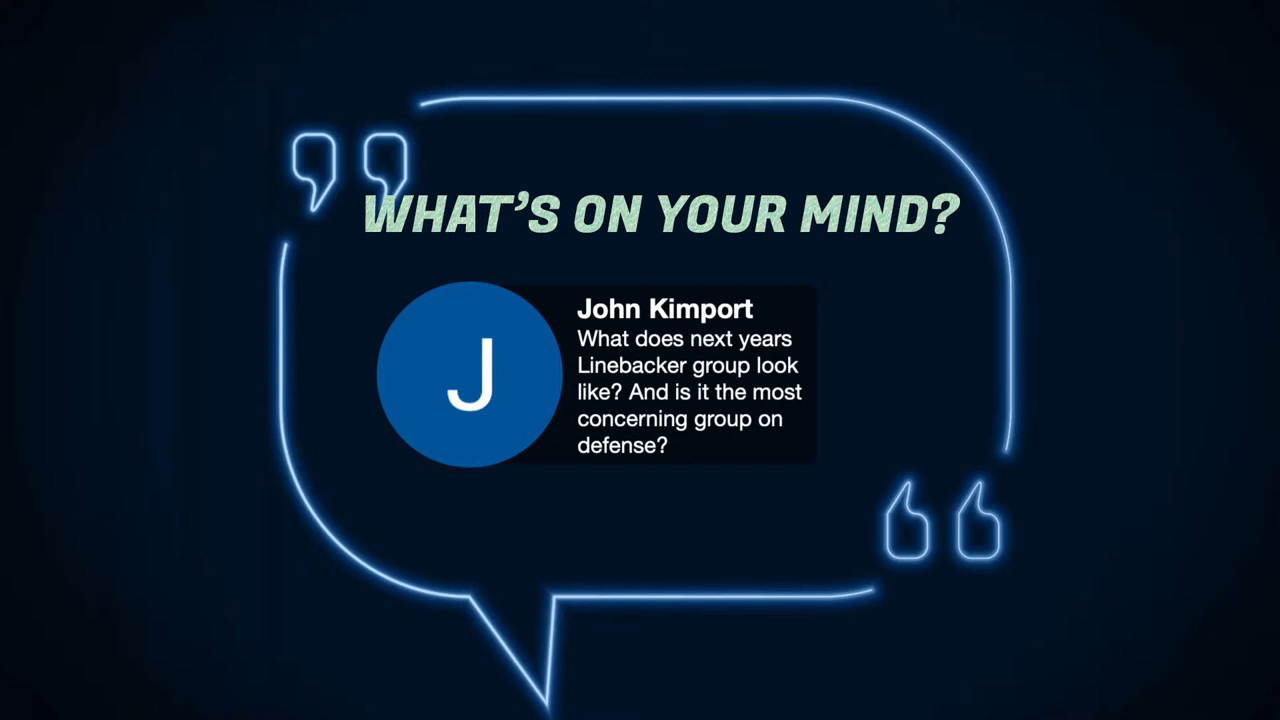 WHAT'S ON YOUR MIND?
J
John Kimport
What does next years
Linebacker group look
like? And is it the most
concerning group on
defense?